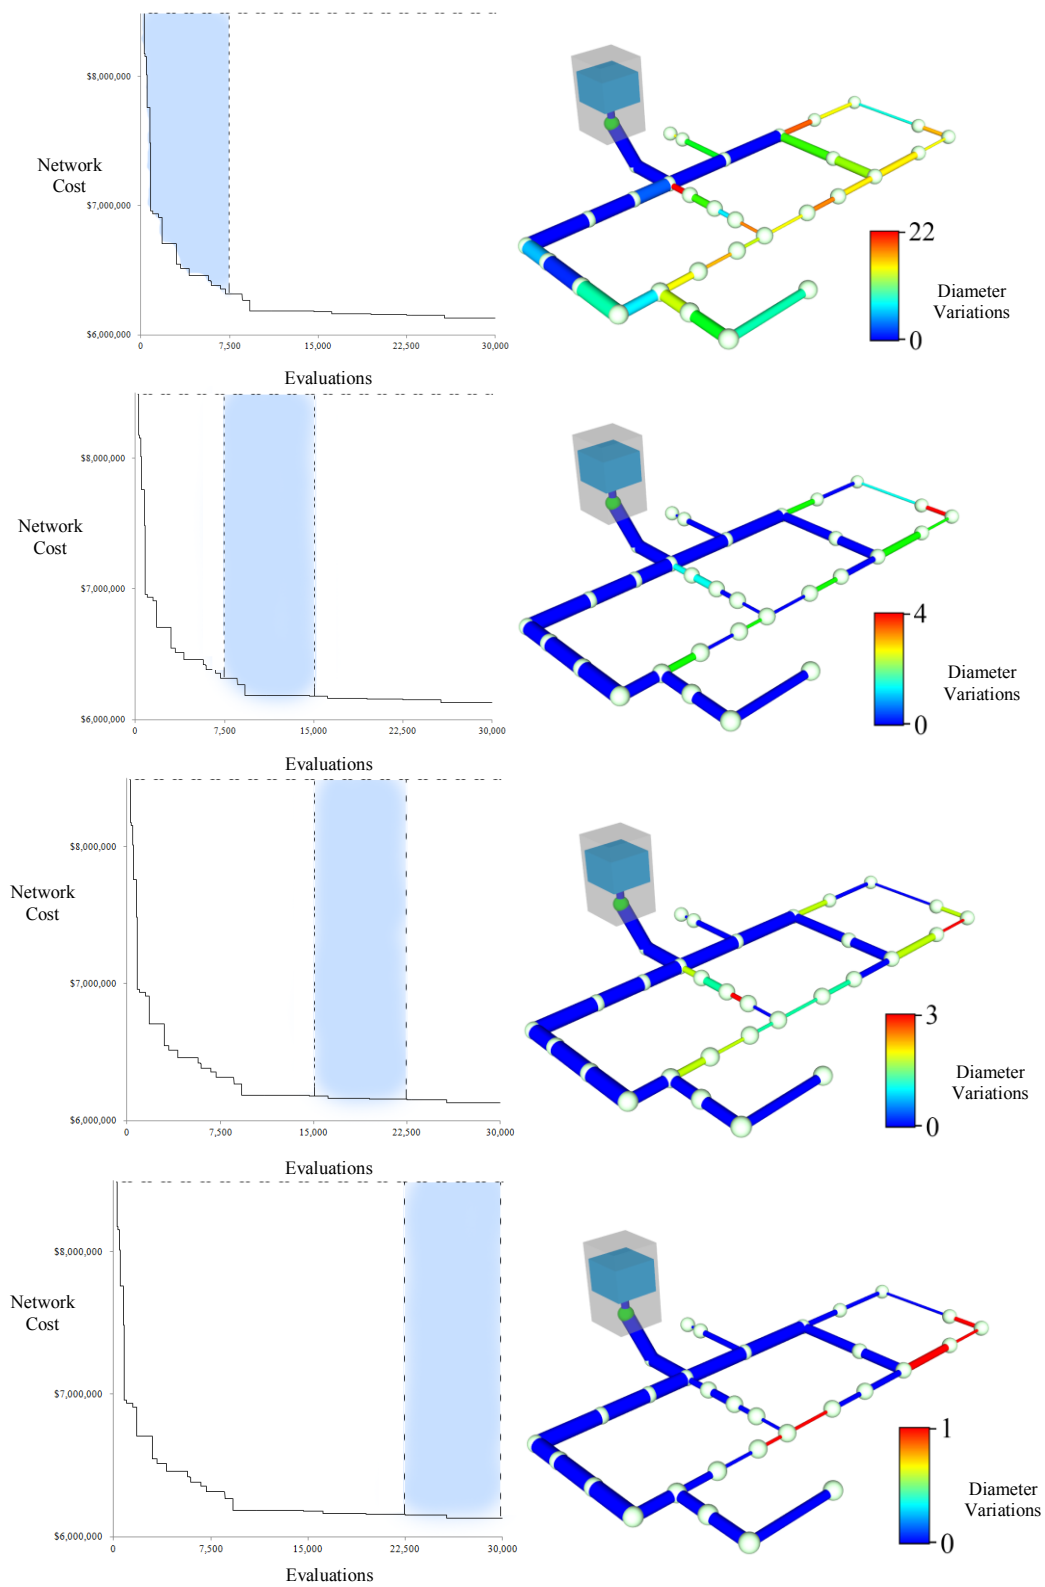 $8,000,000
Network
Cost
$7,000,000
$6,000,000
0
7,500
15,000
22,500
30,000
Evaluations
22
Diameter
Variations
0
$8,000,000
Network
Cost
$7,000,000
$6,000,000
0
7,500
15,000
22,500
30,000
Evaluations
4
Diameter
Variations
0
$8,000,000
Network
Cost
$7,000,000
$6,000,000
0
7,500
15,000
22,500
30,000
Evaluations
3
Diameter
Variations
0
$8,000,000
Network
Cost
$7,000,000
$6,000,000
0
7,500
15,000
22,500
30,000
Evaluations
1
Diameter
Variations
0